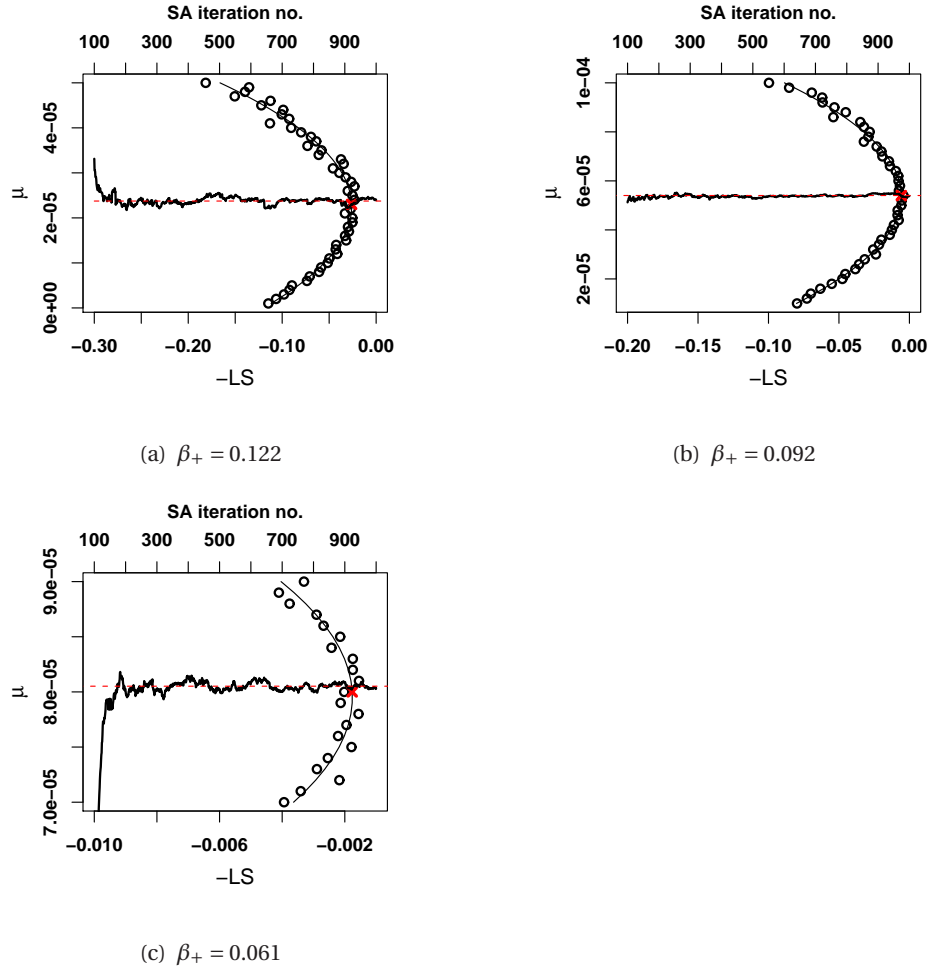 SA iteration no.
100 300 500 700 900
μ
0e+00 2e−05 4e−05
−0.30 −0.20 −0.10 0.00
−LS
(a) β+ = 0.122
SA iteration no.
100 300 500 700 900
μ
2e−05 6e−05 1e−04
−0.20 −0.15 −0.10 −0.05 0.00
−LS
(b) β+ = 0.092
SA iteration no.
100 300 500 700 900
μ
7.0e−05 8.0e−05 9.0e−05
−0.010 −0.006 −0.002
−LS
(c) β+ = 0.061